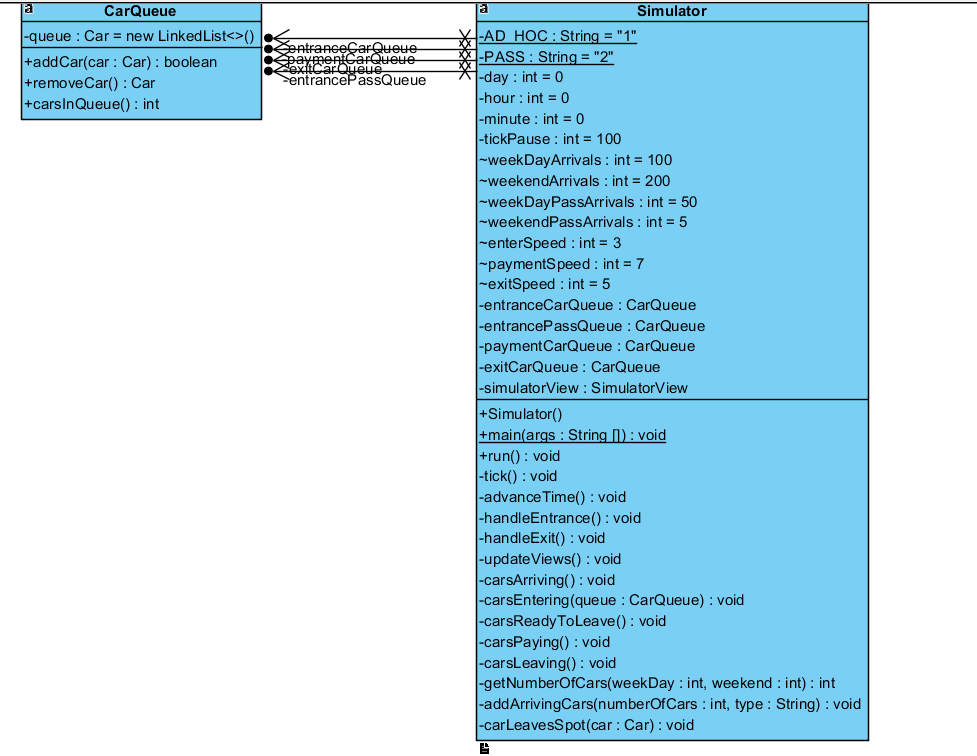 CarQueue
-queue : Car = new LinkedList<>()
+addCar(car : Car) : boolean
+removeCar() : Car
+carsInQueue() : int
-entranceCarQueue
-paymentCarQueue
-exitCarQueue
-entrancePassQueue
Simulator
-AD_HOC : String = "1"
-PASS : String = "2"
-day : int = 0
-hour : int = 0
-minute : int = 0
-tickPause : int = 100
~weekDayArrivals : int = 100
~weekendArrivals : int = 200
~weekDayPassArrivals : int = 50
~weekendPassArrivals : int = 5
~enterSpeed : int = 3
~paymentSpeed : int = 7
~exitSpeed : int = 5
-entranceCarQueue : CarQueue
-entrancePassQueue : CarQueue
-paymentCarQueue : CarQueue
-exitCarQueue : CarQueue
-simulatorView : SimulatorView
+Simulator()
+main(args : String []) : void
+run() : void
-tick() : void
-advanceTime() : void
-handleEntrance() : void
-handleExit() : void
-updateViews() : void
-carsArriving() : void
-carsEntering(queue : CarQueue) : void
-carsReadyToLeave() : void
-carsPaying() : void
-carsLeaving() : void
-getNumberOfCars(weekDay : int, weekend : int) : int
-addArrivingCars(numberOfCars : int, type : String) : void
-carLeavesSpot(car : Car) : void